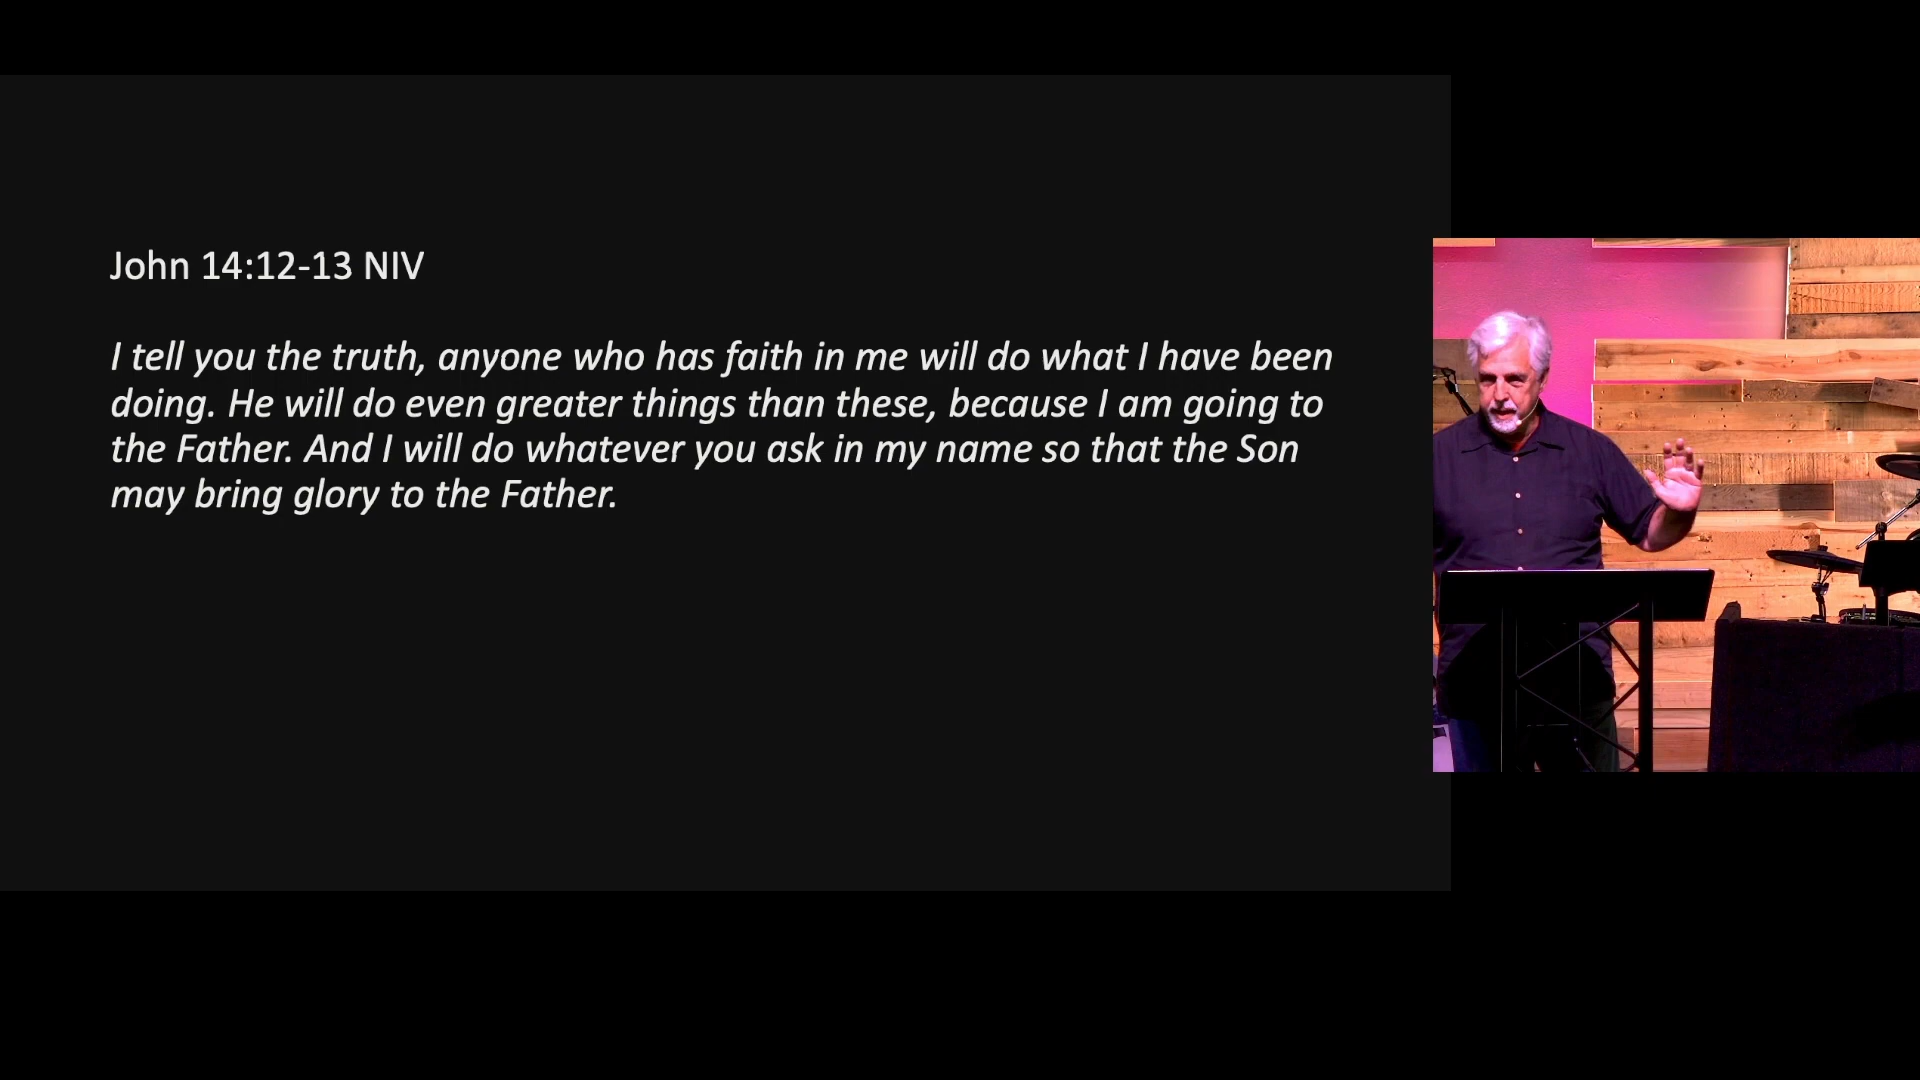 John 14:12-13 NIV
I tell you the truth, anyone who has faith in me will do what I have been
doing. He will do even greater things than these, because I am going to
the Father. And I will do whatever you ask in my name so that the Son
may bring glory to the Father.